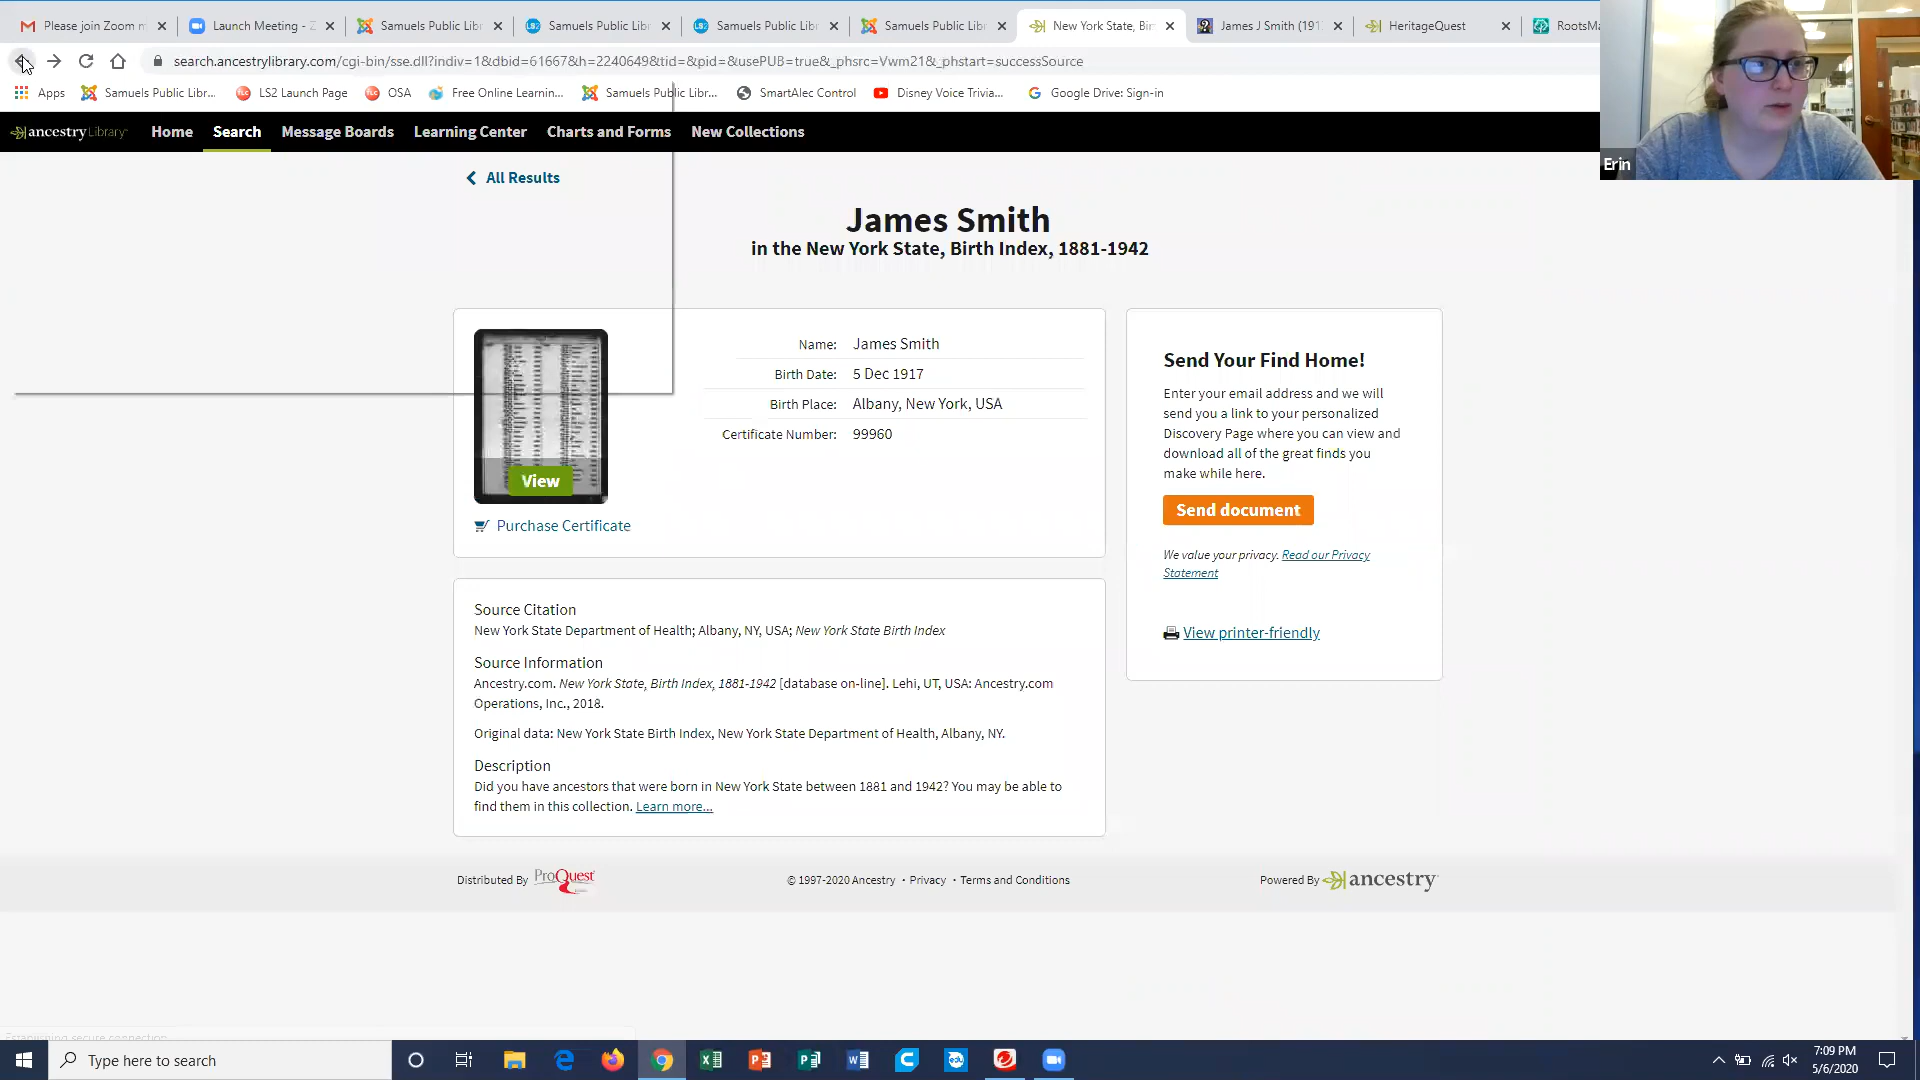 Please join Zoom m
Launch Meeting - Z
Samuels Public Libr
Samuels Public Libr
Samuels Public Libr
Samuels Public Libr
New York State, Bir
James J Smith (191
HeritageQuest
RootsMa
search.ancestrylibrary.com/cgi-bin/sse.dll?indiv=1&dbid=61667&h=2240649&tid=&pid=&usePUB=true&_phsrc=Vwm21&_phstart=successSource
Apps
Samuels Public Libr...
LS2 Launch Page
OSA
Free Online Learnin...
Samuels Public Libr...
SmartAlec Control
Disney Voice Trivia...
Google Drive: Sign-in
ancestryLibrary
Home
Search
Message Boards
Learning Center
Charts and Forms
New Collections
Erin
All Results
James Smith
in the New York State, Birth Index, 1881-1942
View
Purchase Certificate
Name: James Smith
Birth Date: 5 Dec 1917
Birth Place: Albany, New York, USA
Certificate Number: 99960
Send Your Find Home!
Enter your email address and we will
send you a link to your personalized
Discovery Page where you can view and
download all of the great finds you
make while here.
Send document
We value your privacy. Read our Privacy
Statement
View printer-friendly
Source Citation
New York State Department of Health; Albany, NY, USA; New York State Birth Index
Source Information
Ancestry.com. New York State, Birth Index, 1881-1942 [database on-line]. Lehi, UT, USA: Ancestry.com
Operations, Inc., 2018.
Original data: New York State Birth Index, New York State Department of Health, Albany, NY.
Description
Did you have ancestors that were born in New York State between 1881 and 1942? You may be able to
find them in this collection. Learn more...
Distributed By ProQuest
© 1997-2020 Ancestry • Privacy • Terms and Conditions
Powered By ancestry
Establishing secure connection...
Type here to search
7:09 PM
5/6/2020